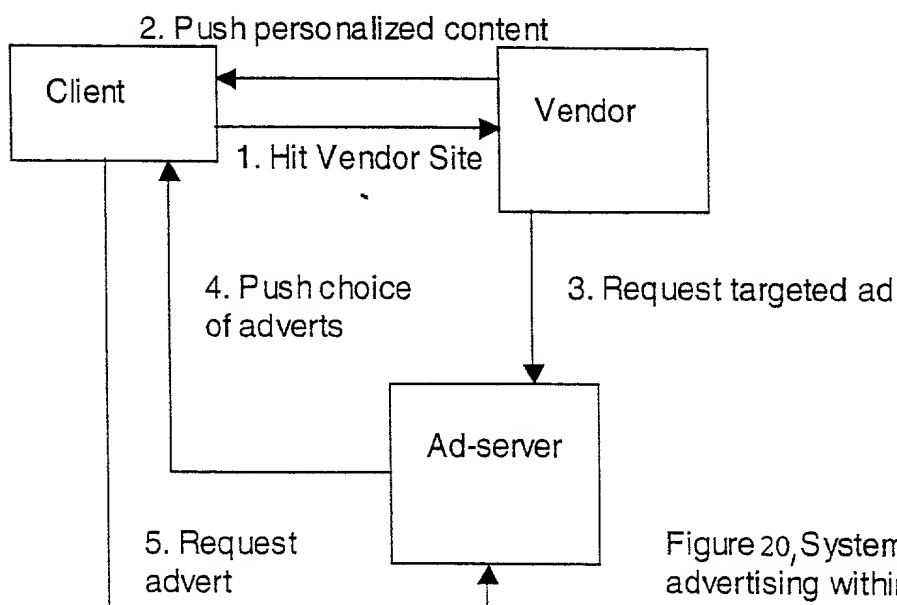 2. Push personalized content
Client
Vendor
1. Hit Vendor Site
4. Push choice
of adverts
3. Request targeted ad
Ad-server
5. Request
advert
Figure 20, System
advertising within